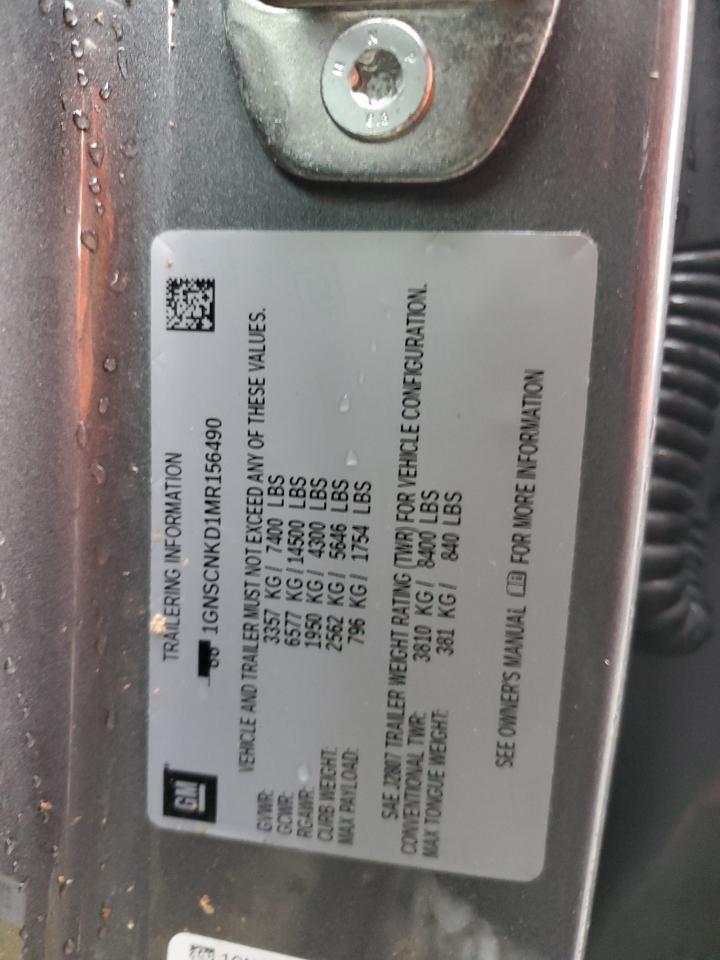 TRAILERING INFORMATION
GM
1GNSCNKD1MR156490
VEHICLE AND TRAILER MUST NOT EXCEED ANY OF THESE VALUES.
GVWR: 3357 KG / 7400 LBS
GCWR: 6577 KG / 14500 LBS
RGAWR: 1950 KG / 4300 LBS
CURB WEIGHT: 2562 KG / 5646 LBS
MAX PAYLOAD: 796 KG / 1754 LBS
SAE J2807 TRAILER WEIGHT RATING (TWR) FOR VEHICLE CONFIGURATION.
CONVENTIONAL TWR: 3810 KG / 8400 LBS
MAX TONGUE WEIGHT: 381 KG / 840 LBS
SEE OWNER'S MANUAL FOR MORE INFORMATION